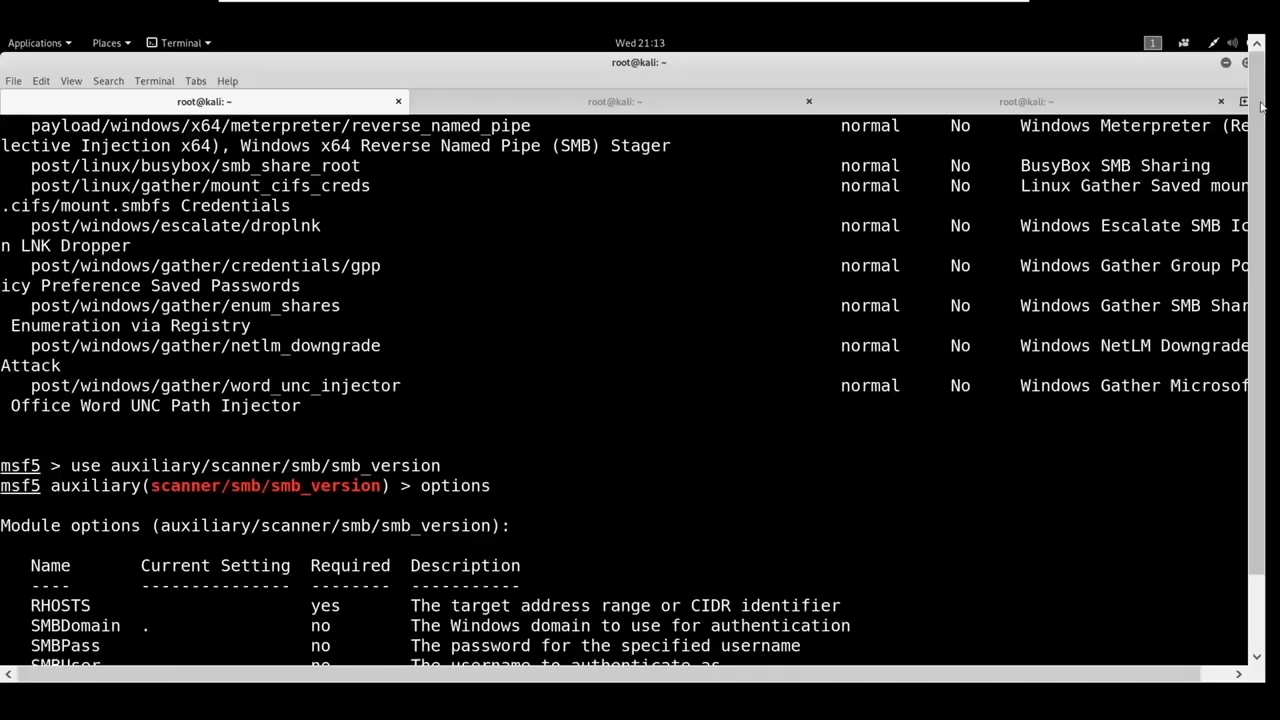 Applications Places Terminal Wed 21:13 1
root@kali: ~
File Edit View Search Terminal Tabs Help
root@kali: ~ root@kali: ~ root@kali: ~
payload/windows/x64/meterpreter/reverse_named_pipe normal No Windows Meterpreter (Re
lective Injection x64), Windows x64 Reverse Named Pipe (SMB) Stager
post/linux/busybox/smb_share_root normal No BusyBox SMB Sharing
post/linux/gather/mount_cifs_creds normal No Linux Gather Saved moun
.cifs/mount.smbfs Credentials
post/windows/escalate/droplnk normal No Windows Escalate SMB Ic
n LNK Dropper
post/windows/gather/credentials/gpp normal No Windows Gather Group Po
icy Preference Saved Passwords
post/windows/gather/enum_shares normal No Windows Gather SMB Shar
Enumeration via Registry
post/windows/gather/netlm_downgrade normal No Windows NetLM Downgrade
Attack
post/windows/gather/word_unc_injector normal No Windows Gather Microsof
Office Word UNC Path Injector
msf5 > use auxiliary/scanner/smb/smb_version
msf5 auxiliary(scanner/smb/smb_version) > options
Module options (auxiliary/scanner/smb/smb_version):
Name Current Setting Required Description
---- --------------- -------- -----------
RHOSTS yes The target address range or CIDR identifier
SMBDomain . no The Windows domain to use for authentication
SMBPass no The password for the specified username
SMBUser no The username to authenticate as